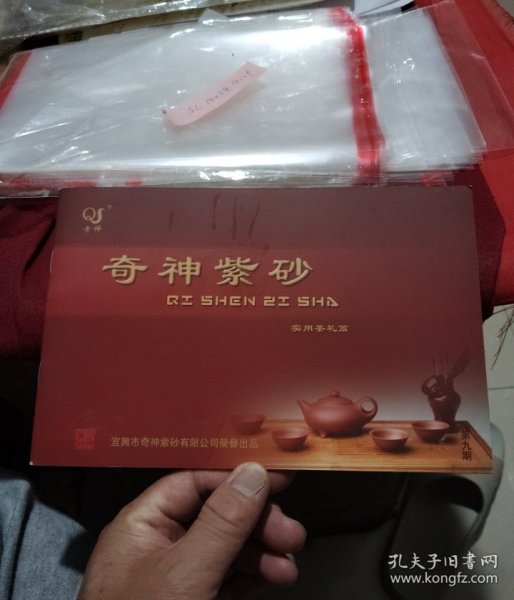 QS
奇神
奇神紫砂
QI SHEN ZI SHA
实用茶礼篇
宜興市奇神紫砂有限公司榮譽出品
第九期
孔夫子旧书网
www.kongfz.com